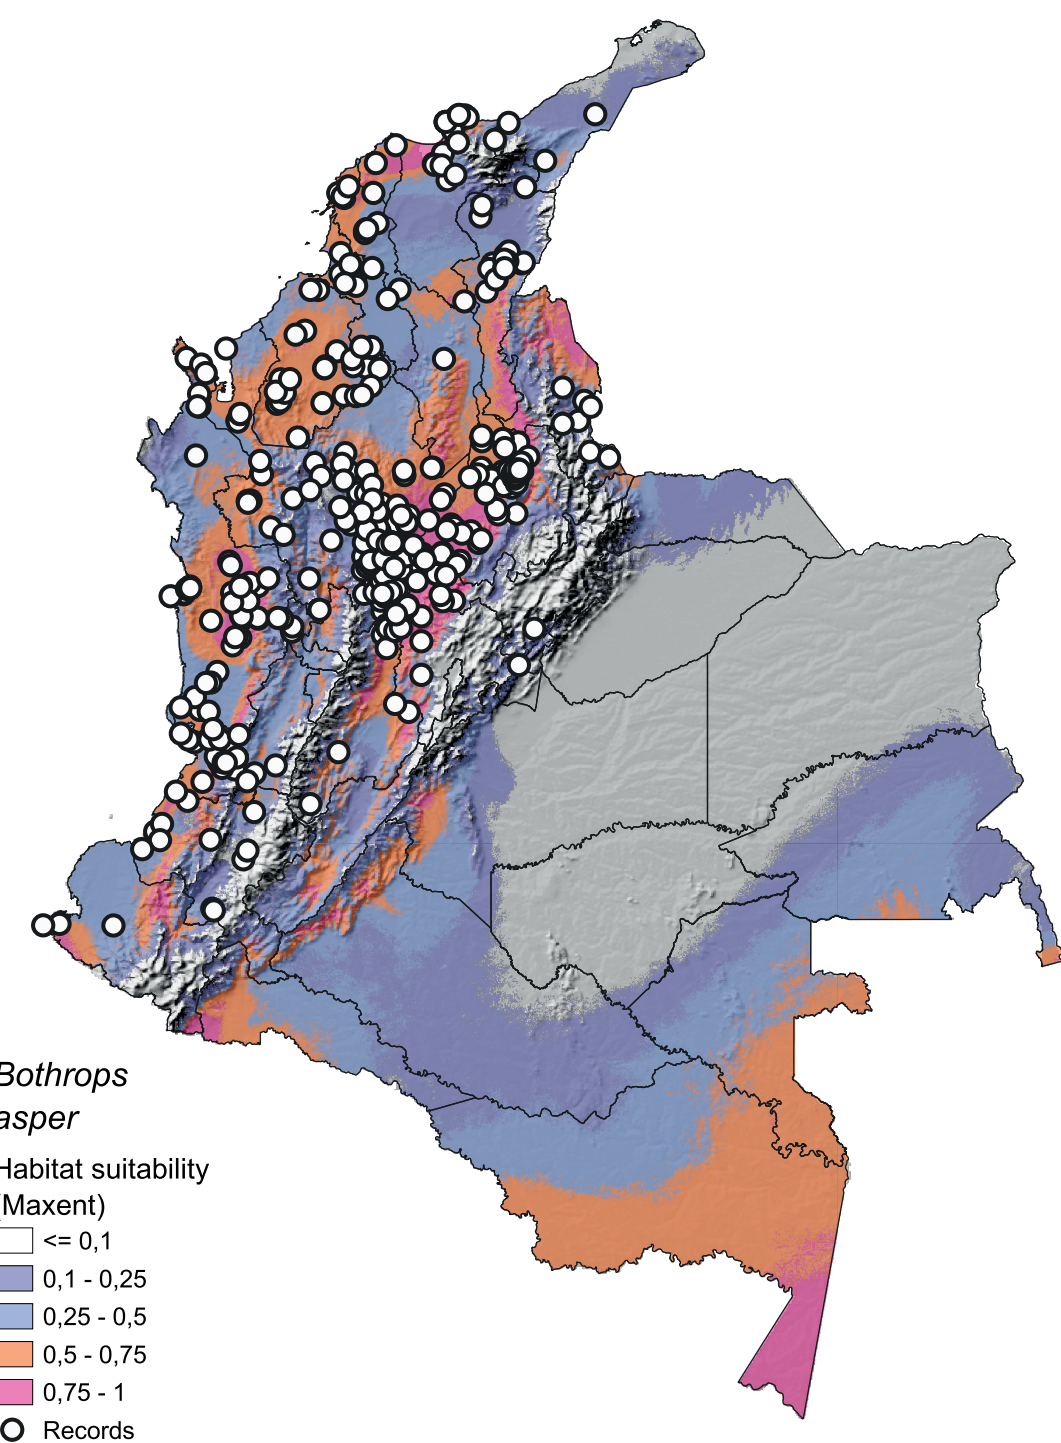 Bothrops
asper
Habitat suitability
(Maxent)
<= 0,1
0,1 - 0,25
0,25 - 0,5
0,5 - 0,75
0,75 - 1
Records